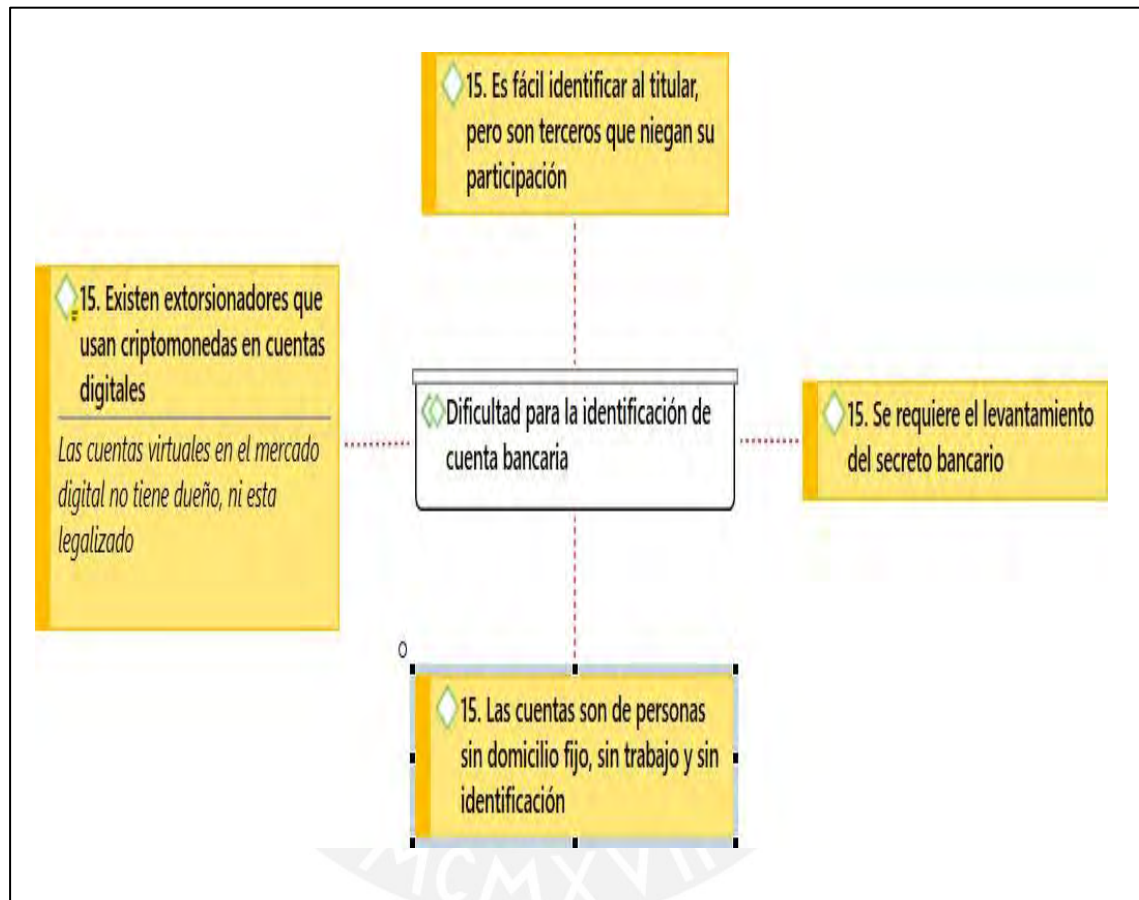 15. Es fácil identificar al titular,
pero son terceros que niegan su
participación
15. Existen extorsionadores que
usan criptomonedas en cuentas
digitales
Las cuentas virtuales en el mercado
digital no tiene dueño, ni esta
legalizado
Dificultad para la identificación de
cuenta bancaria
15. Se requiere el levantamiento
del secreto bancario
15. Las cuentas son de personas
sin domicilio fijo, sin trabajo y sin
identificación
MCMXVII